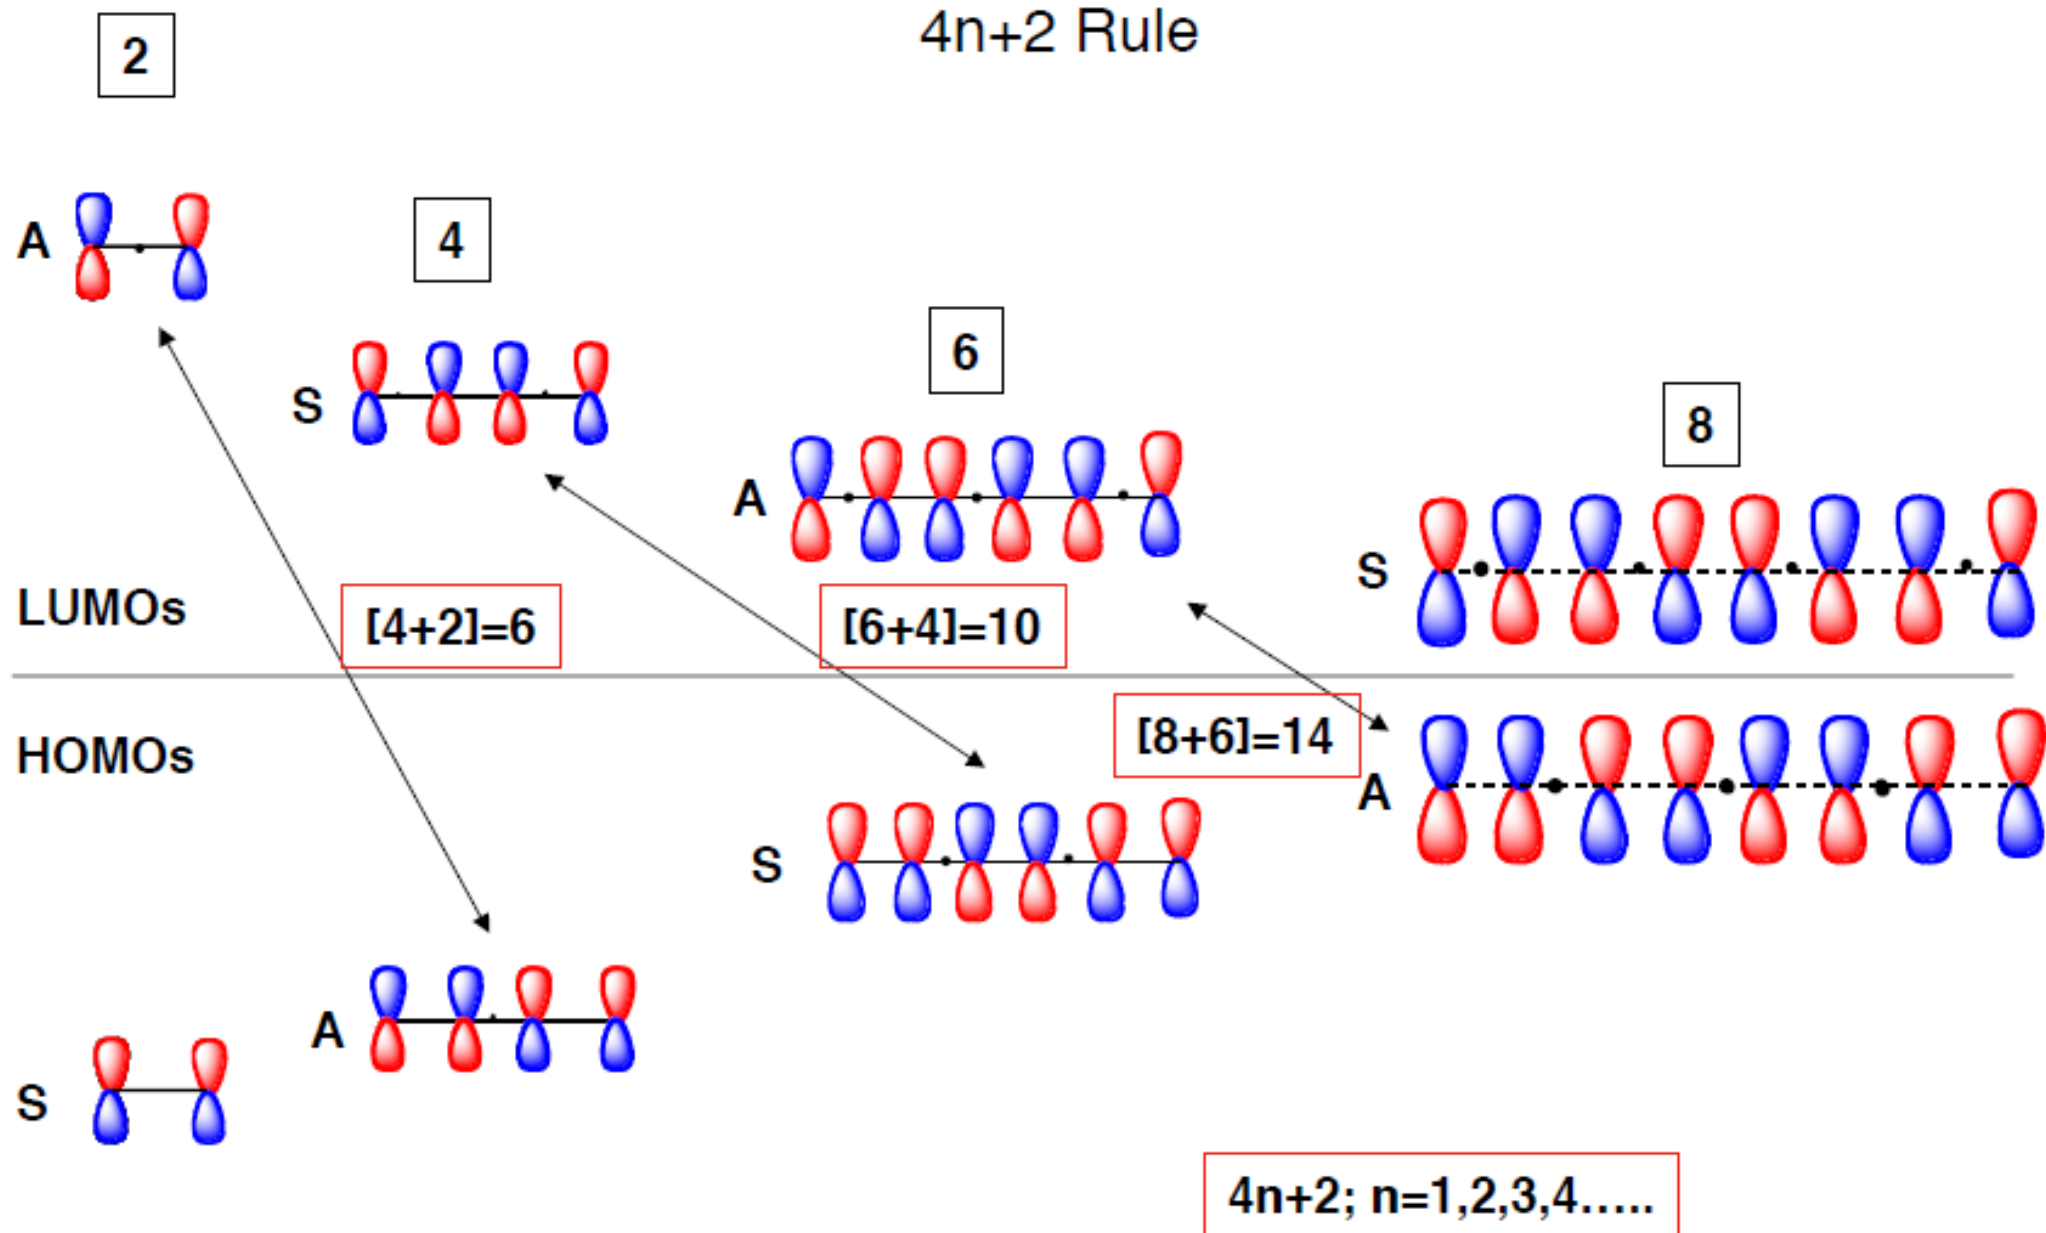 4n+2 Rule
2
A
4
S
6
A
8
S
LUMOs
[4+2]=6
[6+4]=10
HOMOs
[8+6]=14
A
S
A
S
4n+2; n=1,2,3,4.....